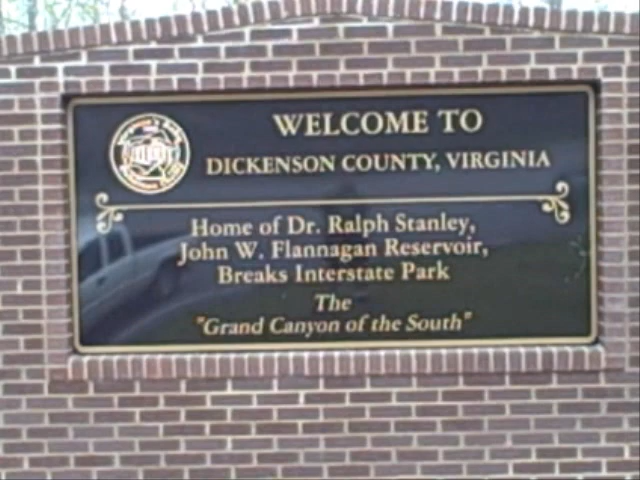 WELCOME TO
DICKENSON COUNTY, VIRGINIA
Home of Dr. Ralph Stanley,
John W. Flannagan Reservoir,
Breaks Interstate Park
The
"Grand Canyon of the South"